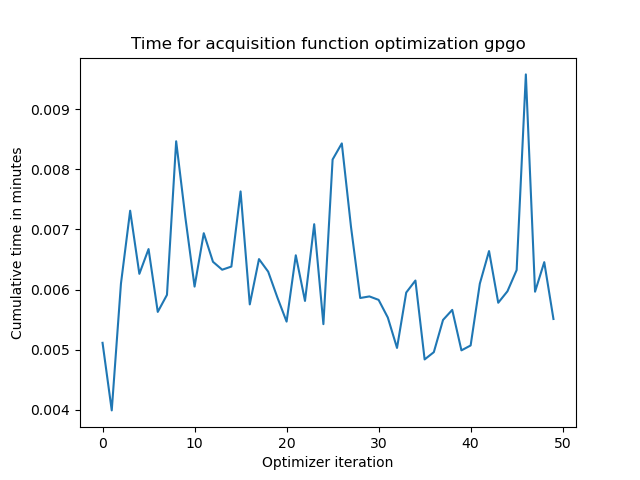 Time for acquisition function optimization gpgo
Cumulative time in minutes
0.009
0.008
0.007
0.006
0.005
0.004
0 10 20 30 40 50
Optimizer iteration